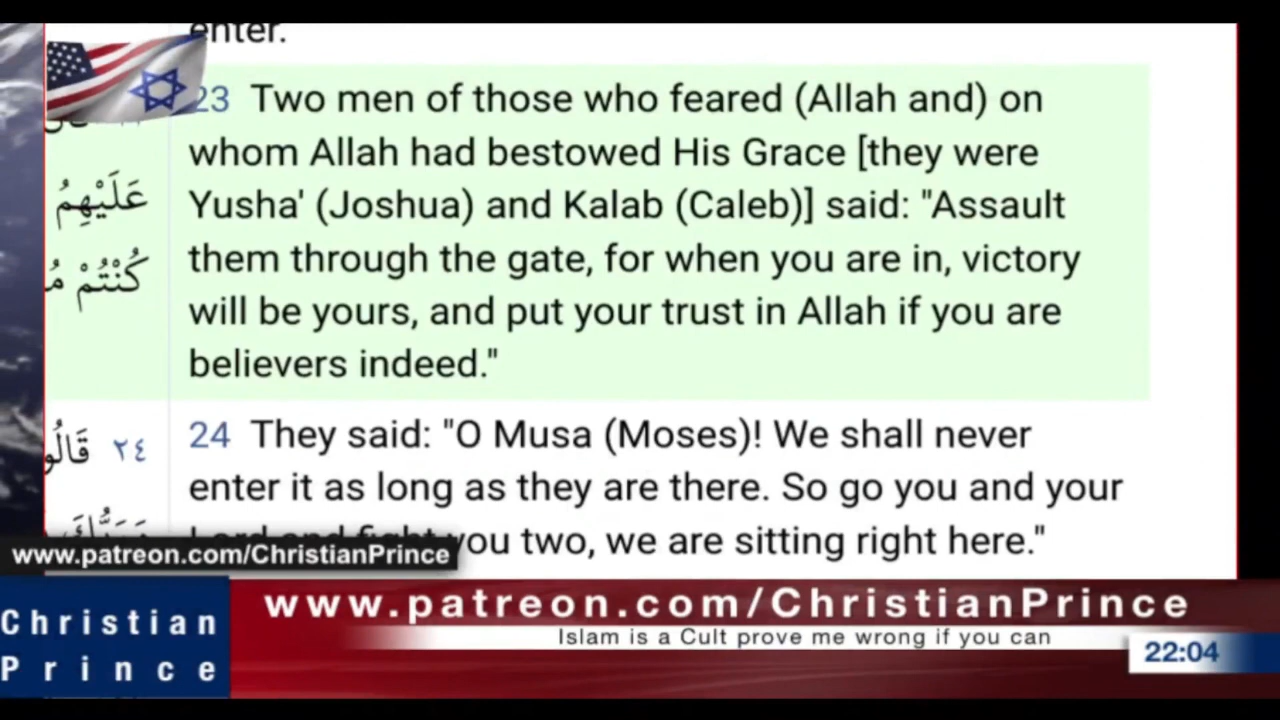 enter.
23 Two men of those who feared (Allah and) on
whom Allah had bestowed His Grace [they were
Yusha' (Joshua) and Kalab (Caleb)] said: "Assault
them through the gate, for when you are in, victory
will be yours, and put your trust in Allah if you are
believers indeed."
24 They said: "O Musa (Moses)! We shall never
enter it as long as they are there. So go you and your
Lord and fight you two, we are sitting right here."
عَلَيْهِمُ
كُنْتُمْ
٢٤
www.patreon.com/ChristianPrince
Christian
Prince
www.patreon.com/ChristianPrince
Islam is a Cult prove me wrong if you can
22:04